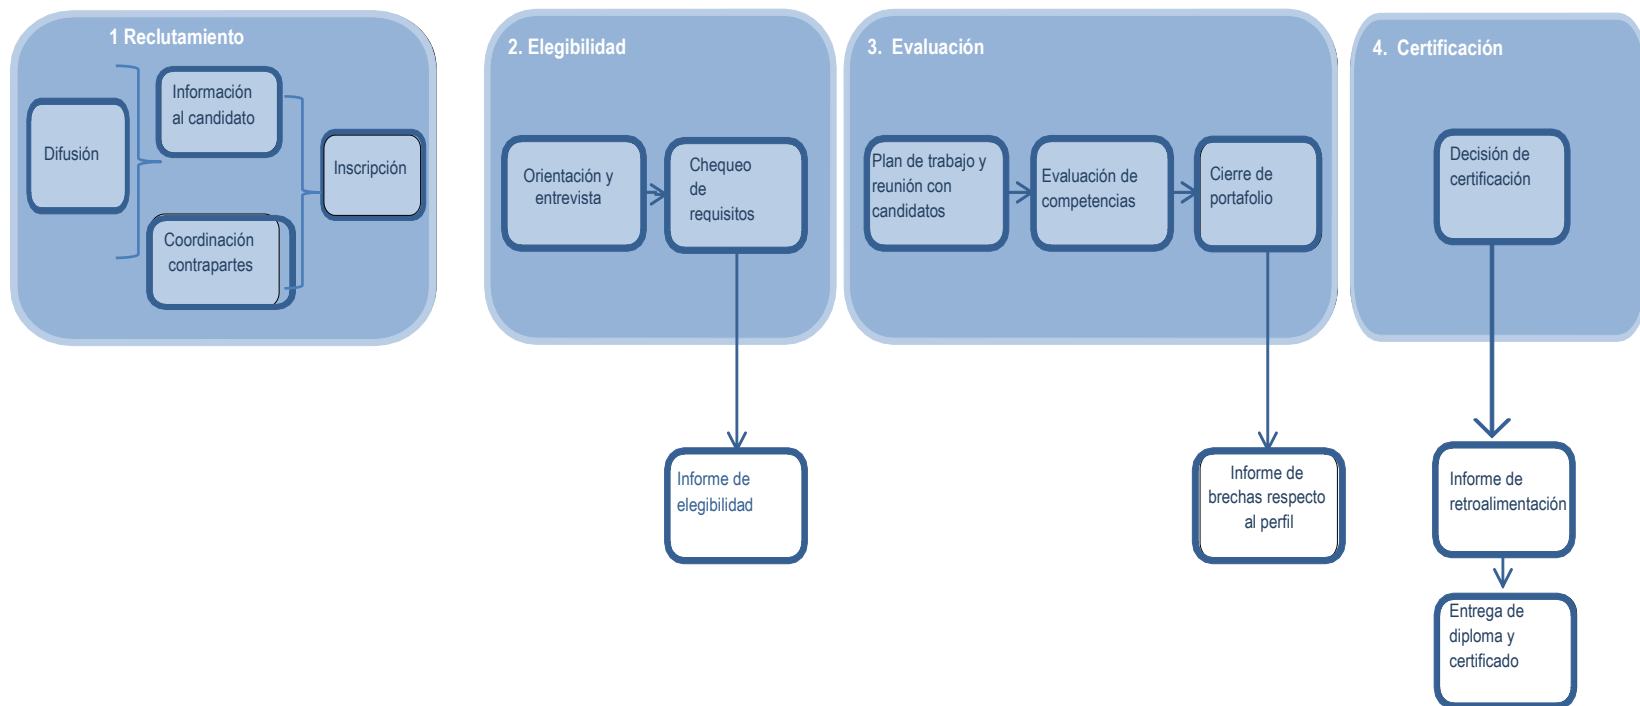 1 Reclutamiento
Difusión
Información
al candidato
Coordinación
contrapartes
Inscripción
2. Elegibilidad
Orientación y
entrevista
Chequeo
de
requisitos
Informe de
elegibilidad
3. Evaluación
Plan de trabajo y
reunión con
candidatos
Evaluación de
competencias
Cierre de
portafolio
Informe de
brechas respecto
al perfil
4. Certificación
Decisión de
certificación
Informe de
retroalimentación
Entrega de
diploma y
certificado